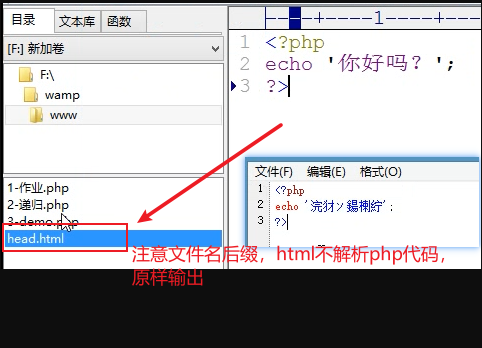 目录 文本库 函数
[F:] 新加卷
F:\
wamp
www
1-作业.php
2-递归.php
3-demo.php
head.html
1 <?php
2 echo '你好吗？';
3 ?>
文件(F) 编辑(E) 格式(O)
1 <?php
2 echo '浣犲ソ鍚楋紵';
3 ?>
注意文件名后缀，html不解析php代码，
原样输出